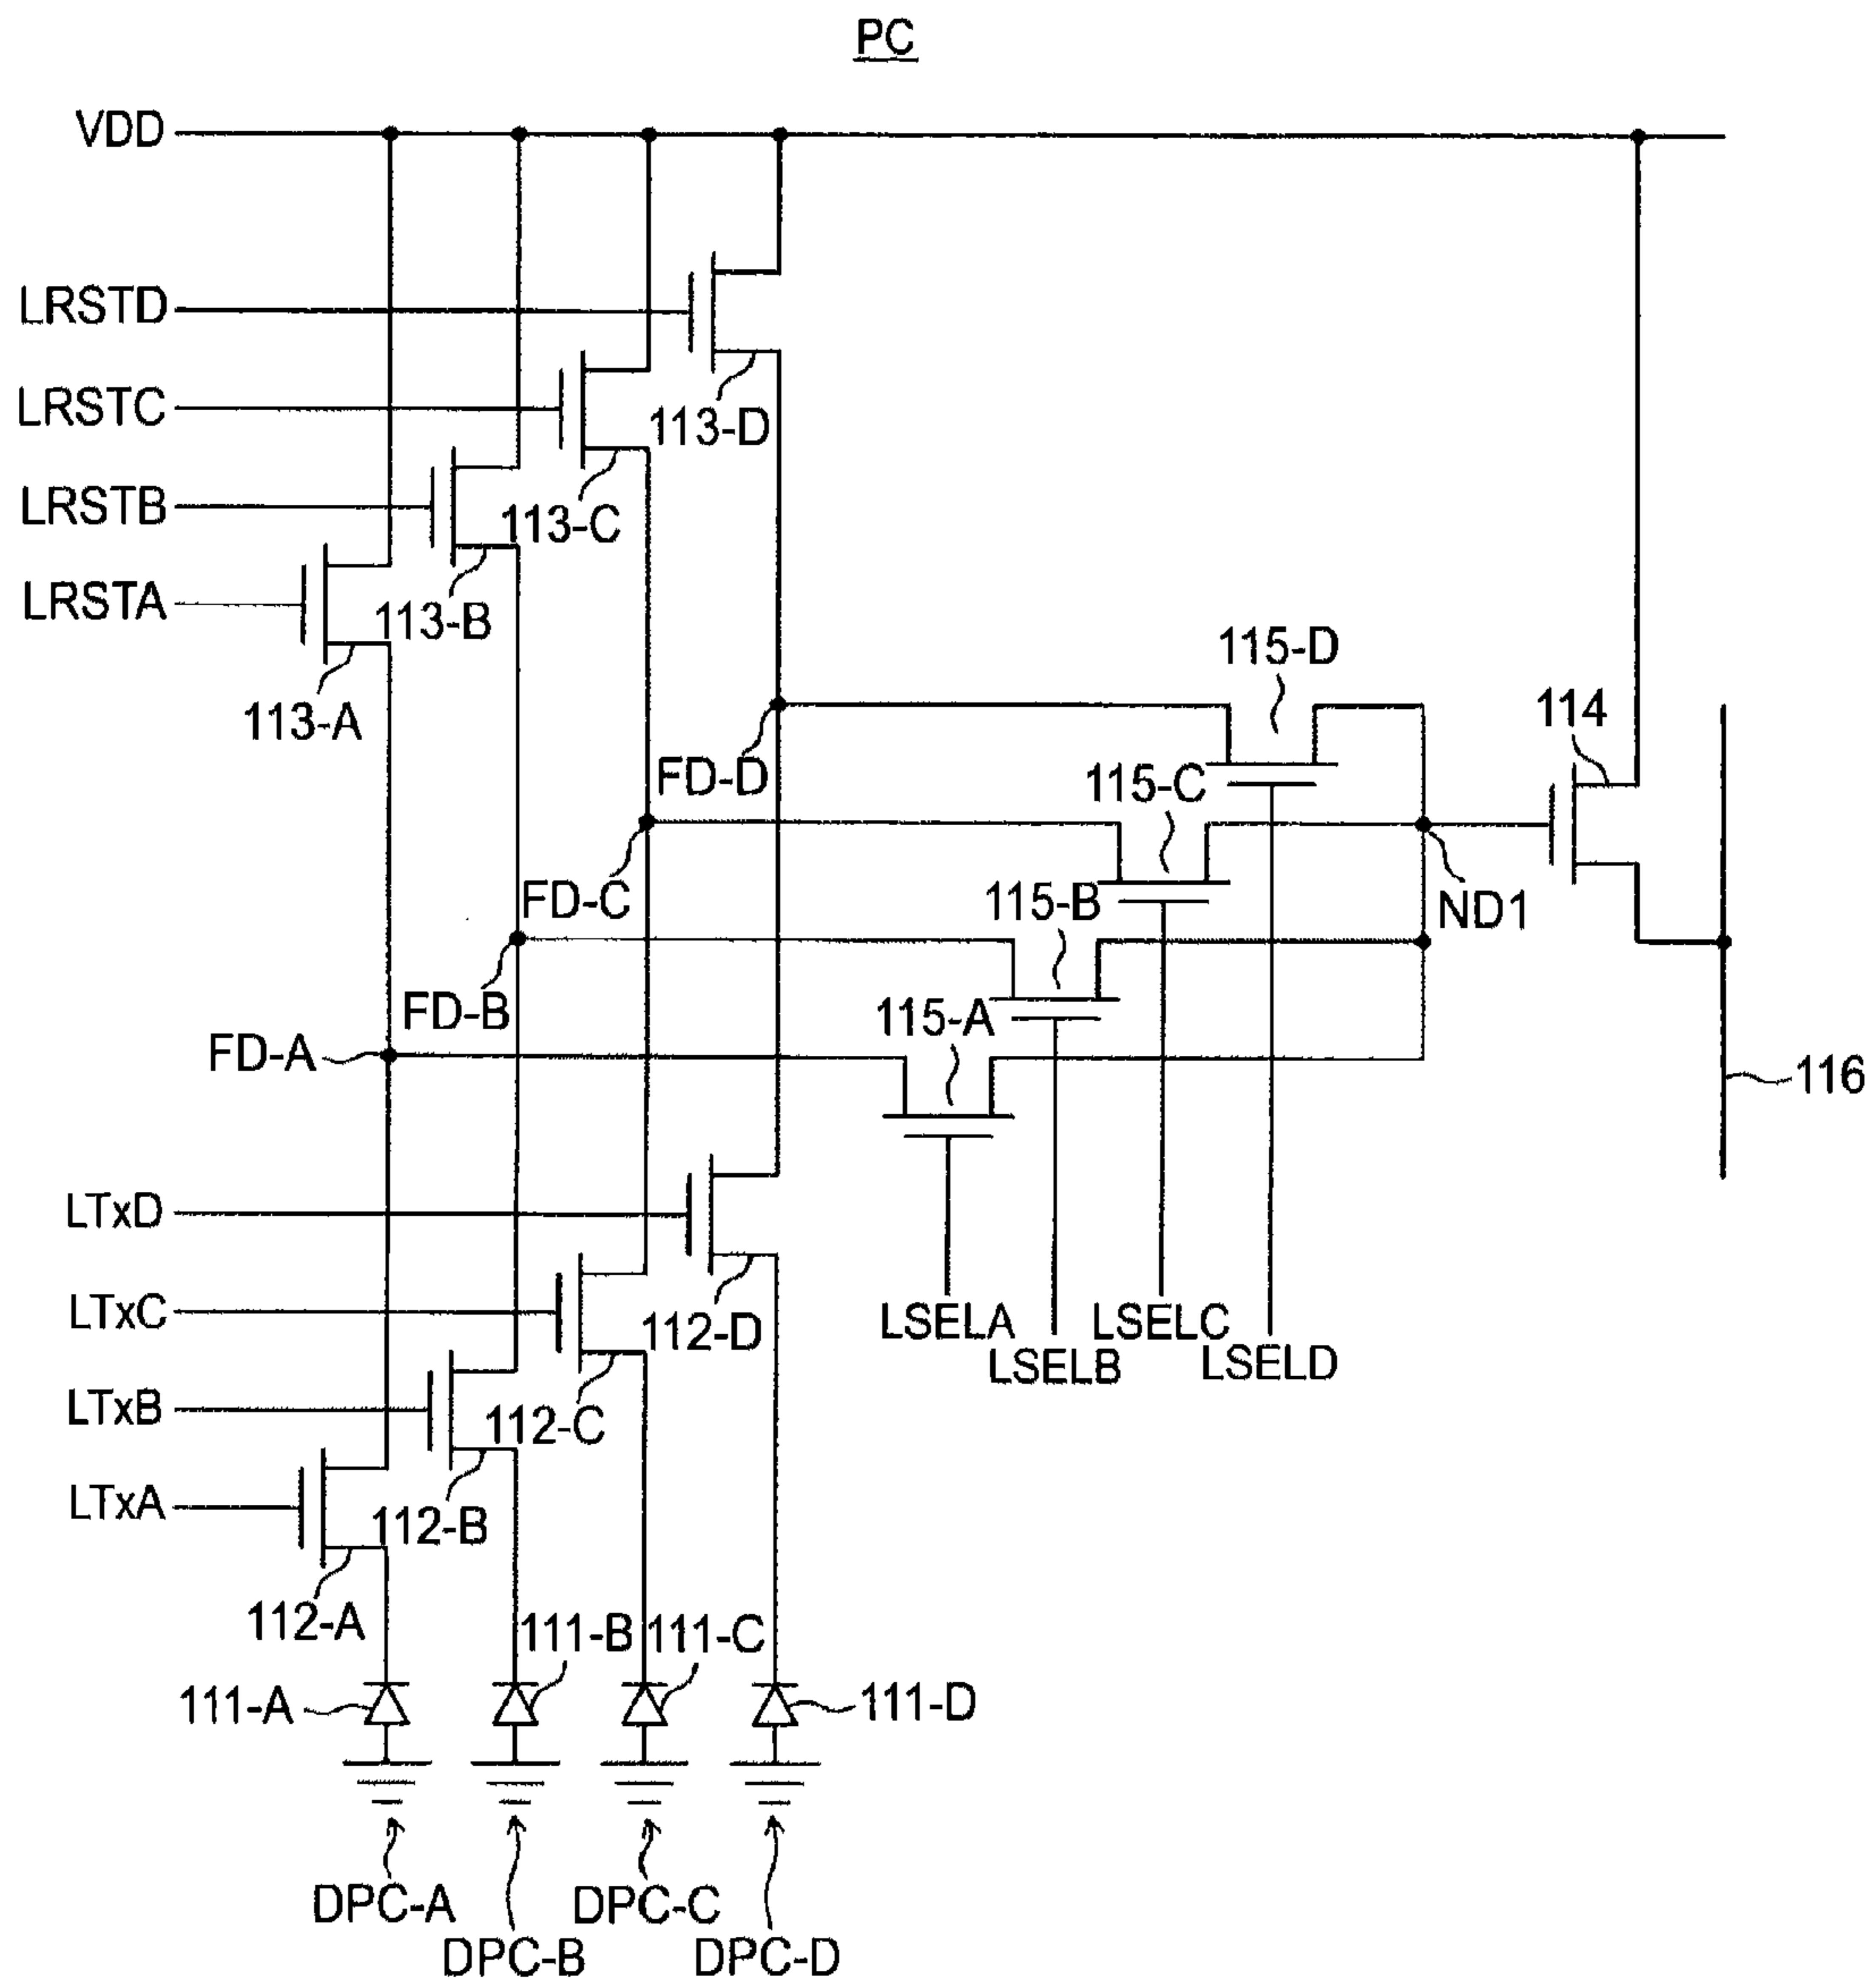 PC
VDD
LRSTD
LRSTC
113-D
LRSTB
113-C
LRSTA
113-B
113-A
115-D
114
FD-D
115-C
FD-C
115-B
ND1
FD-B
115-A
FD-A
116
LTxD
LTxC
112-D
LSELA
LSELC
LSELB
LSELD
LTxB
112-C
LTxA
112-B
112-A
111-B
111-C
111-A
111-D
DPC-A
DPC-C
DPC-B
DPC-D